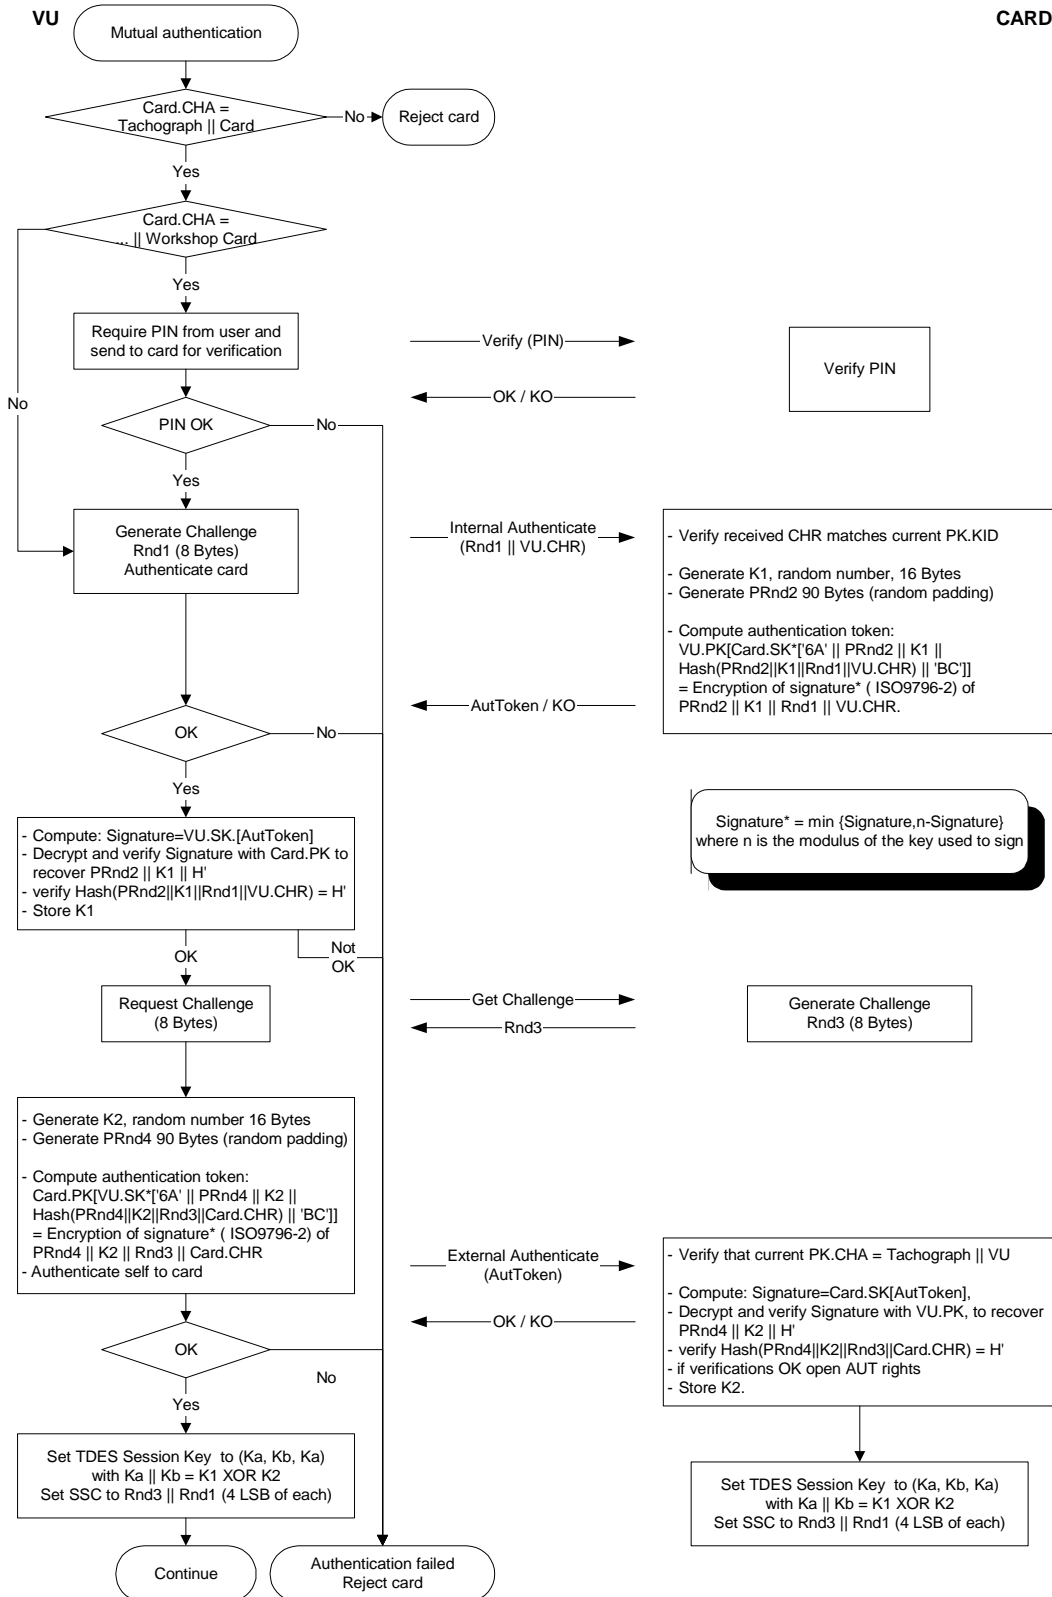 VU
CARD
Mutual authentication
Card.CHA =
Tachograph || Card
No
Reject card
Yes
Card.CHA =
... || Workshop Card
Yes
Require PIN from user and
send to card for verification
Verify (PIN)
Verify PIN
No
OK / KO
PIN OK
No
Yes
Generate Challenge
Rnd1 (8 Bytes)
Authenticate card
Internal Authenticate
(Rnd1 || VU.CHR)
- Verify received CHR matches current PK.KID
- Generate K1, random number, 16 Bytes
- Generate PRnd2 90 Bytes (random padding)
- Compute authentication token:
VU.PK[Card.SK*['6A' || PRnd2 || K1 ||
Hash(PRnd2||K1||Rnd1||VU.CHR) || 'BC']]
= Encryption of signature* ( ISO9796-2) of
PRnd2 || K1 || Rnd1 || VU.CHR.
AutToken / KO
OK
No
Yes
- Compute: Signature=VU.SK.[AutToken]
- Decrypt and verify Signature with Card.PK to
recover PRnd2 || K1 || H'
- verify Hash(PRnd2||K1||Rnd1||VU.CHR) = H'
- Store K1
Signature* = min {Signature,n-Signature}
where n is the modulus of the key used to sign
OK
Not
OK
Request Challenge
(8 Bytes)
Get Challenge
Rnd3
Generate Challenge
Rnd3 (8 Bytes)
- Generate K2, random number 16 Bytes
- Generate PRnd4 90 Bytes (random padding)
- Compute authentication token:
Card.PK[VU.SK*['6A' || PRnd4 || K2 ||
Hash(PRnd4||K2||Rnd3||Card.CHR) || 'BC']]
= Encryption of signature* ( ISO9796-2) of
PRnd4 || K2 || Rnd3 || Card.CHR
- Authenticate self to card
External Authenticate
(AutToken)
OK / KO
- Verify that current PK.CHA = Tachograph || VU
- Compute: Signature=Card.SK[AutToken],
- Decrypt and verify Signature with VU.PK, to recover
PRnd4 || K2 || H'
- verify Hash(PRnd4||K2||Rnd3||Card.CHR) = H'
- if verifications OK open AUT rights
- Store K2.
OK
No
Yes
Set TDES Session Key to (Ka, Kb, Ka)
with Ka || Kb = K1 XOR K2
Set SSC to Rnd3 || Rnd1 (4 LSB of each)
Set TDES Session Key to (Ka, Kb, Ka)
with Ka || Kb = K1 XOR K2
Set SSC to Rnd3 || Rnd1 (4 LSB of each)
Continue
Authentication failed
Reject card